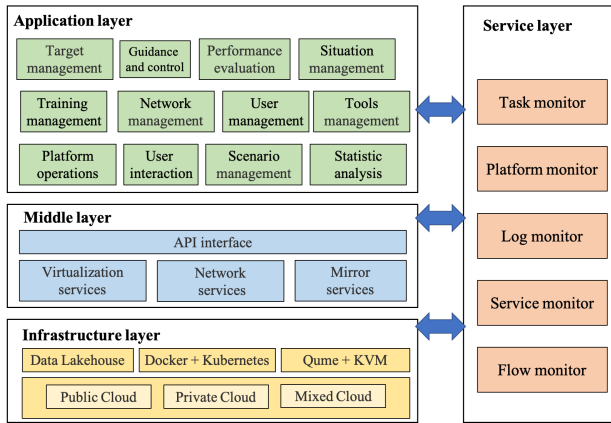 Application layer
Target
management
Guidance
and control
Performance
evaluation
Situation
management
Training
management
Network
management
User
management
Tools
management
Platform
operations
User
interaction
Scenario
management
Statistic
analysis
Middle layer
API interface
Virtualization
services
Network
services
Mirror
services
Infrastructure layer
Data Lakehouse
Docker + Kubernetes
Qume + KVM
Public Cloud
Private Cloud
Mixed Cloud
Service layer
Task monitor
Platform monitor
Log monitor
Service monitor
Flow monitor